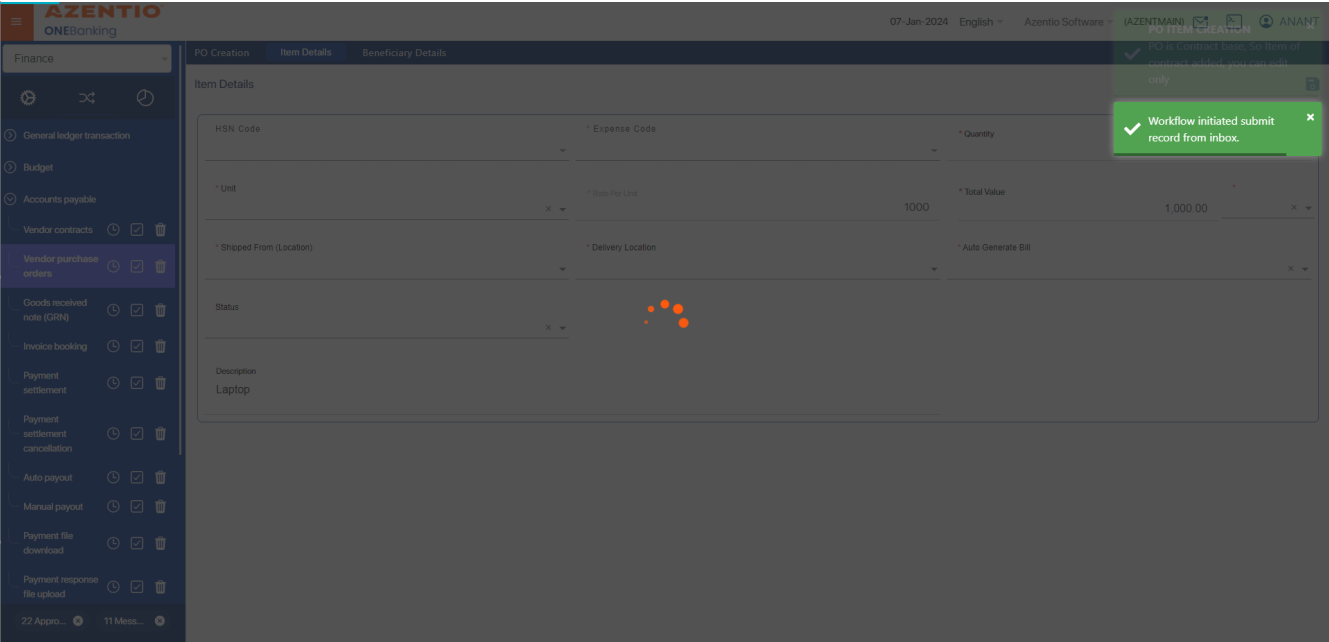 AZENTIO
ONEBanking
07-Jan-2024 English Azentio Software (AZENTMAIN) ANANT
Finance
PO Creation Item Details Beneficiary Details
PO ITEM CREATION
PO is Contract base, So Item of
contract added, you can edit
only
×
Item Details
Workflow initiated submit
record from inbox.
×
General ledger transaction
Budget
Accounts payable
Vendor contracts
Vendor purchase
orders
Goods received
note (GRN)
Invoice booking
Payment
settlement
Payment
settlement
cancellation
Auto payout
Manual payout
Payment file
download
Payment response
file upload
22 Appro...
11 Mess...
HSN Code
* Expense Code
* Quantity
* Unit
1000
* Total Value
1,000.00
*
* Shipped From (Location)
* Delivery Location
* Auto Generate Bill
Status
Description
Laptop